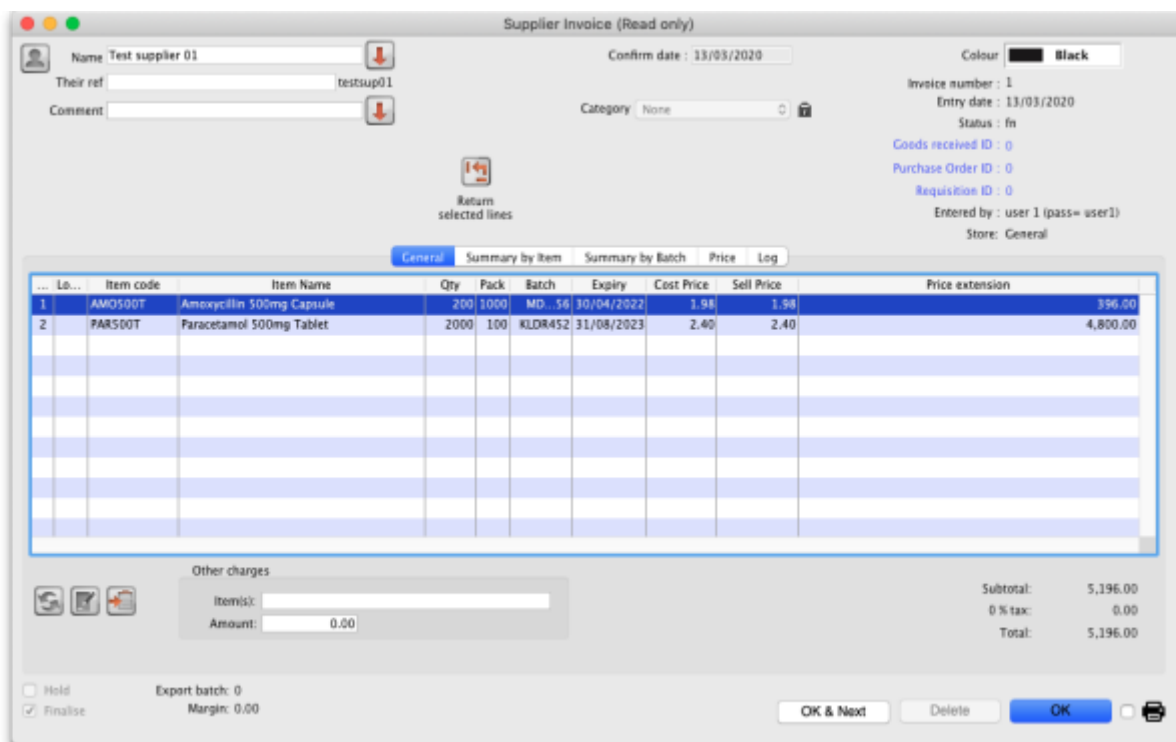 Supplier Invoice (Read only)
Name Test supplier 01
Confirm date : 13/03/2020
Colour Black
Their ref testsup01
Invoice number : 1
Comment
Category None
Entry date : 13/03/2020
Status : fn
Goods received ID : 0
Purchase Order ID : 0
Requisition ID : 0
Return
selected lines
Entered by : user 1 (pass= user1)
Store: General
General Summary by Item Summary by Batch Price Log
... Lo... Item code Item Name Qty Pack Batch Expiry Cost Price Sell Price Price extension
1 AMO500T Amoxycillin 500mg Capsule 200 1000 MD...56 30/04/2022 1.98 1.98 396.00
2 PAR500T Paracetamol 500mg Tablet 2000 100 KLDR452 31/08/2023 2.40 2.40 4,800.00
Other charges
Item(s):
Amount: 0.00
Subtotal: 5,196.00
0 % tax: 0.00
Total: 5,196.00
Hold
Export batch: 0
Finalise
Margin: 0.00
OK & Next Delete OK